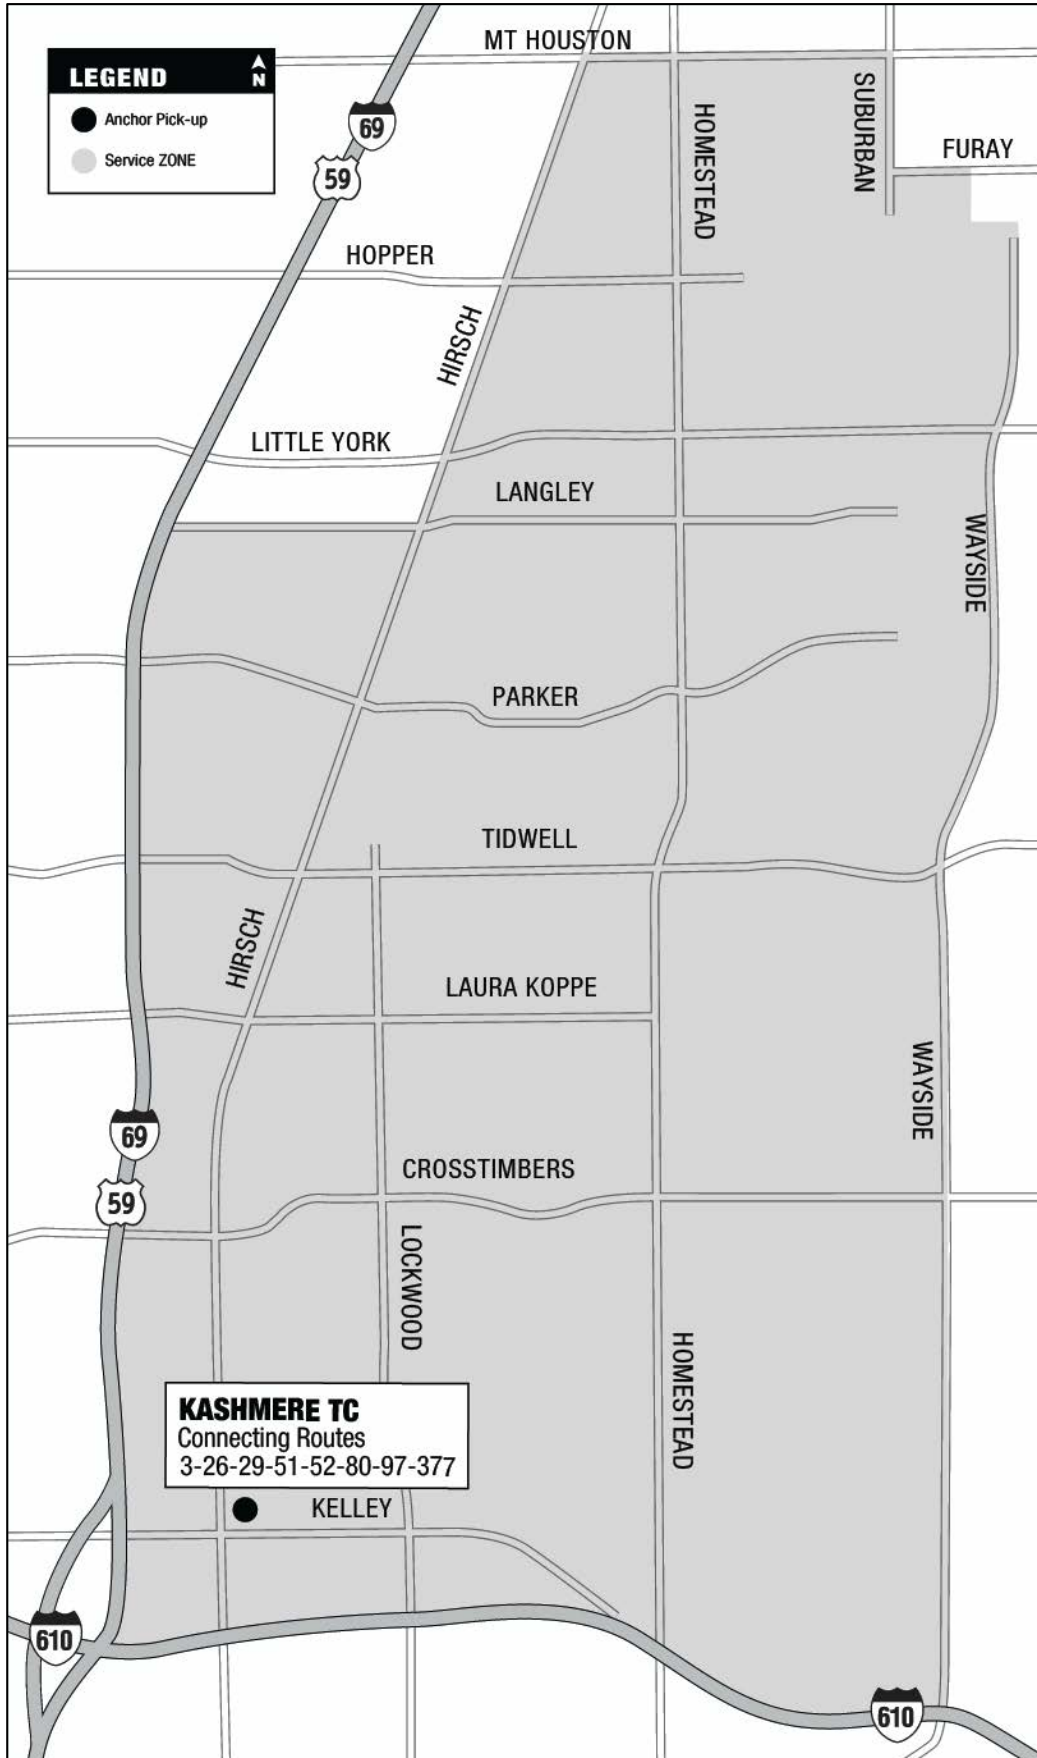 MT HOUSTON
LEGEND
N
Anchor Pick-up
Service ZONE
69
59
HOMESTEAD
SUBURBAN
FURAY
HOPPER
HIRSCH
LITTLE YORK
LANGLEY
WAYSIDE
PARKER
TIDWELL
HIRSCH
LAURA KOPPE
WAYSIDE
69
59
CROSSTIMBERS
LOCKWOOD
HOMESTEAD
KASHMERE TC
Connecting Routes
3-26-29-51-52-80-97-377
KELLEY
610
610